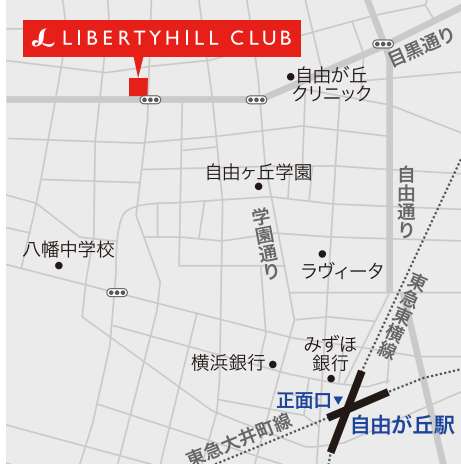 LIBERTYHILL CLUB
目黒通り
自由が丘
クリニック
自由ヶ丘学園
自由通り
学園通り
八幡中学校
ラヴィータ
東急東横線
みずほ
銀行
横浜銀行
正面口
自由が丘駅
東急大井町線